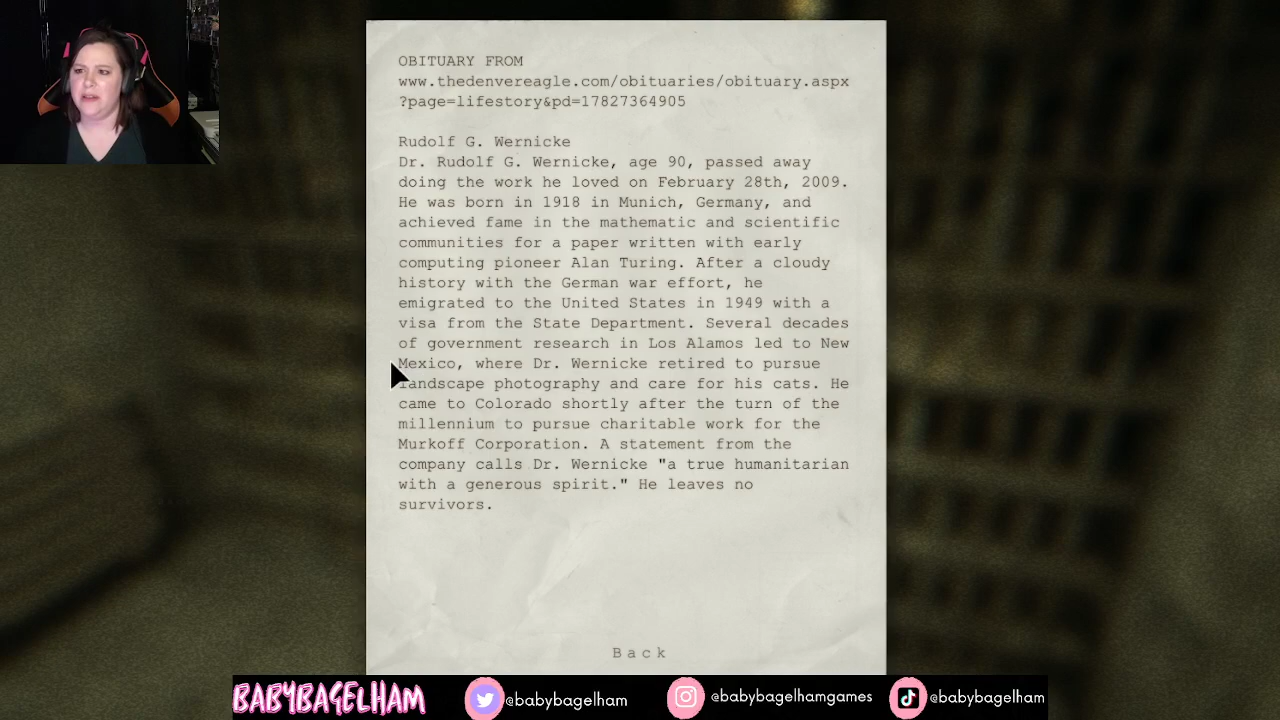 OBITUARY FROM
www.thedenvereagle.com/obituaries/obituary.aspx
?page=lifestory&pd=17827364905
Rudolf G. Wernicke
Dr. Rudolf G. Wernicke, age 90, passed away
doing the work he loved on February 28th, 2009.
He was born in 1918 in Munich, Germany, and
achieved fame in the mathematic and scientific
communities for a paper written with early
computing pioneer Alan Turing. After a cloudy
history with the German war effort, he
emigrated to the United States in 1949 with a
visa from the State Department. Several decades
of government research in Los Alamos led to New
Mexico, where Dr. Wernicke retired to pursue
landscape photography and care for his cats. He
came to Colorado shortly after the turn of the
millennium to pursue charitable work for the
Murkoff Corporation. A statement from the
company calls Dr. Wernicke "a true humanitarian
with a generous spirit." He leaves no
survivors.
Back
BABYBAGELHAM @babybagelham @babybagelhamgames @babybagelham